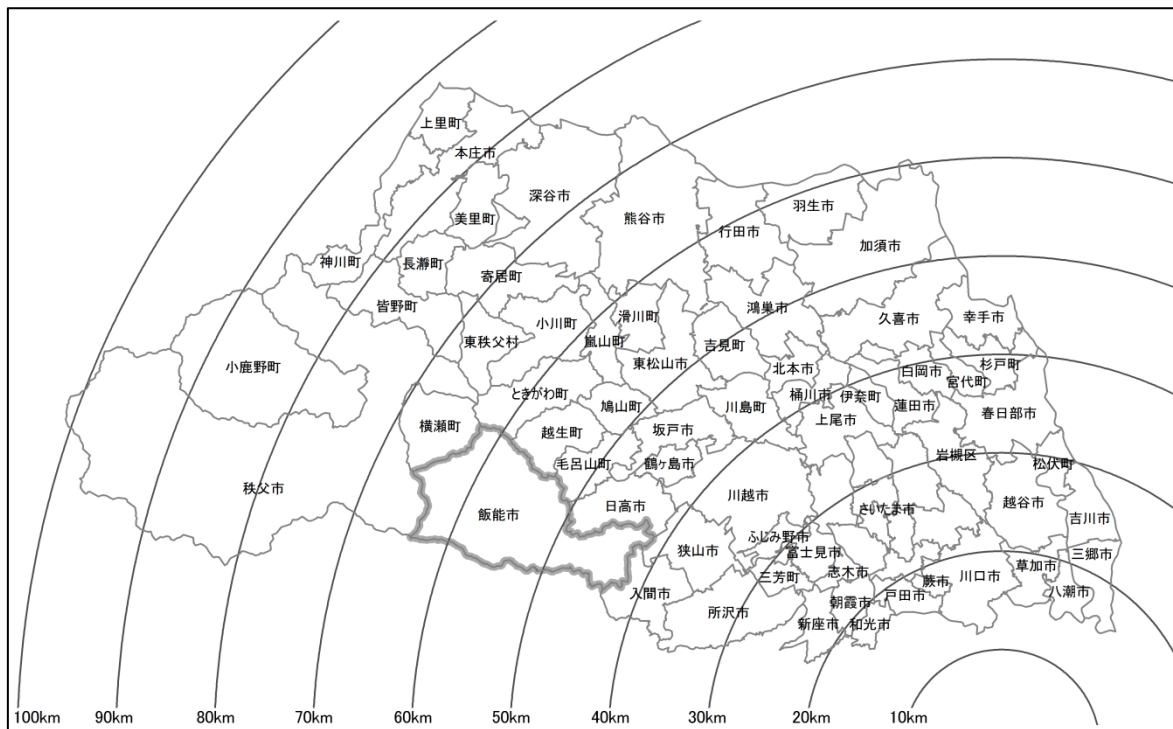 上里町
本庄市
深谷市
美里町
熊谷市
羽生市
行田市
加須市
神川町
長瀞町
寄居町
皆野町
小川町
滑川町
鴻巣市
久喜市
幸手市
東秩父村
嵐山町
吉見町
小鹿野町
東松山市
北本市
白岡市
杉戸町
宮代町
ときがわ町
桶川市
伊奈町
鳩山町
川島町
蓮田市
春日部市
横瀬町
越生町
坂戸市
上尾市
岩槻区
毛呂山町
鶴ヶ島市
松伏町
秩父市
川越市
飯能市
日高市
さいたま市
越谷市
吉川市
ふじみ野市
狭山市
富士見市
三郷市
三芳町
志木市
川口市
草加市
蕨市
入間市
戸田市
八潮市
所沢市
朝霞市
新座市
和光市
100km
90km
80km
70km
60km
50km
40km
30km
20km
10km